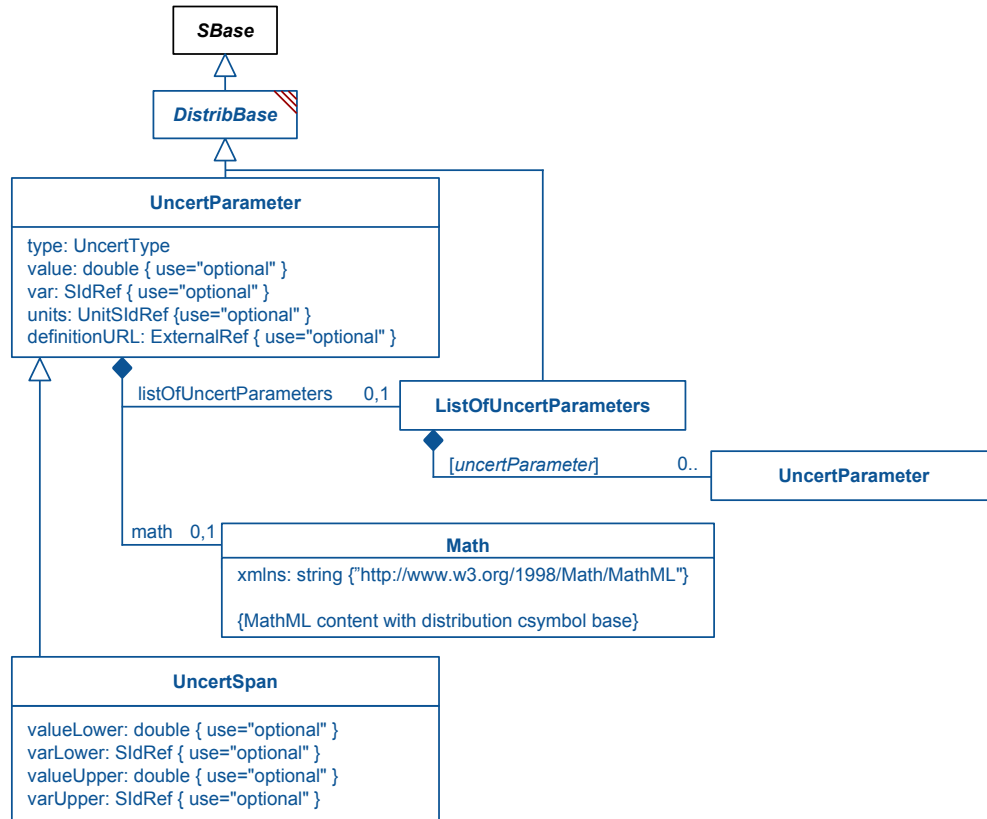 SBase
DistribBase
UncertParameter
type: UncertType
value: double { use="optional" }
var: SIdRef { use="optional" }
units: UnitSIdRef {use="optional" }
definitionURL: ExternalRef { use="optional" }
listOfUncertParameters 0,1
ListOfUncertParameters
[uncertParameter] 0..
UncertParameter
math 0,1
Math
xmlns: string {”http://www.w3.org/1998/Math/MathML"}
{MathML content with distribution csymbol base}
UncertSpan
valueLower: double { use="optional" }
varLower: SIdRef { use="optional" }
valueUpper: double { use="optional" }
varUpper: SIdRef { use="optional" }